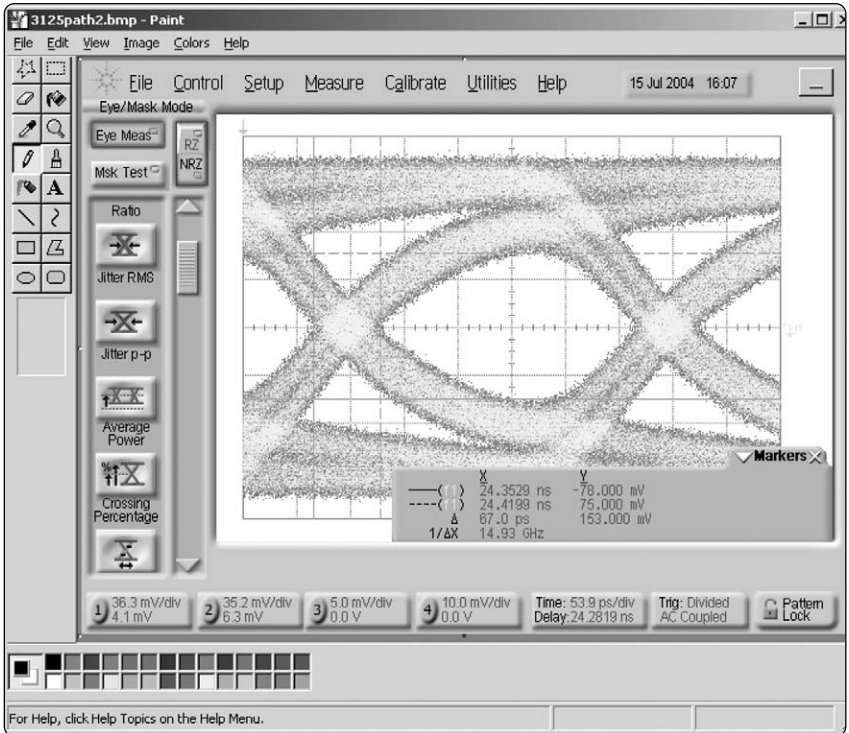 3125path2.bmp - Paint
File Edit View Image Colors Help
File Control Setup Measure Calibrate Utilities Help 15 Jul 2004 16:07
Eye/Mask Mode
Eye Meas
RZ
NRZ
Msk Test
Ratio
Jitter RMS
Jitter p-p
Average
Power
Crossing
Percentage
Markers
X Y
24.3529 ns -78.000 mV
24.4199 ns 75.000 mV
Δ 67.0 ps 153.000 mV
1/ΔX 14.93 GHz
1 36.3 mV/div
4.1 mV
2 35.2 mV/div
6.3 mV
3 5.0 mV/div
0.0 V
4 10.0 mV/div
0.0 V
Time: 53.9 ps/div
Delay: 24.2819 ns
Trig: Divided
AC Coupled
Pattern
Lock
For Help, click Help Topics on the Help Menu.